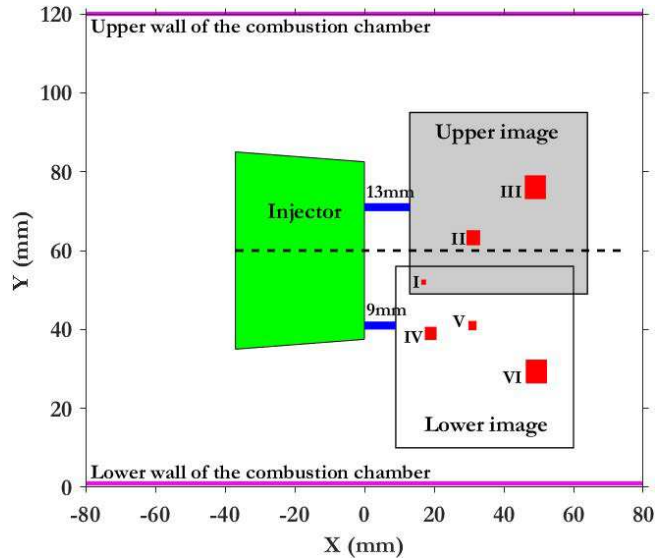 120
Upper wall of the combustion chamber
100
Upper image
80
13mm
III
Injector
II
60
Y (mm)
I
9mm
40
V
IV
VI
20
Lower image
Lower wall of the combustion chamber
0
-80 -60 -40 -20 0 20 40 60 80
X (mm)